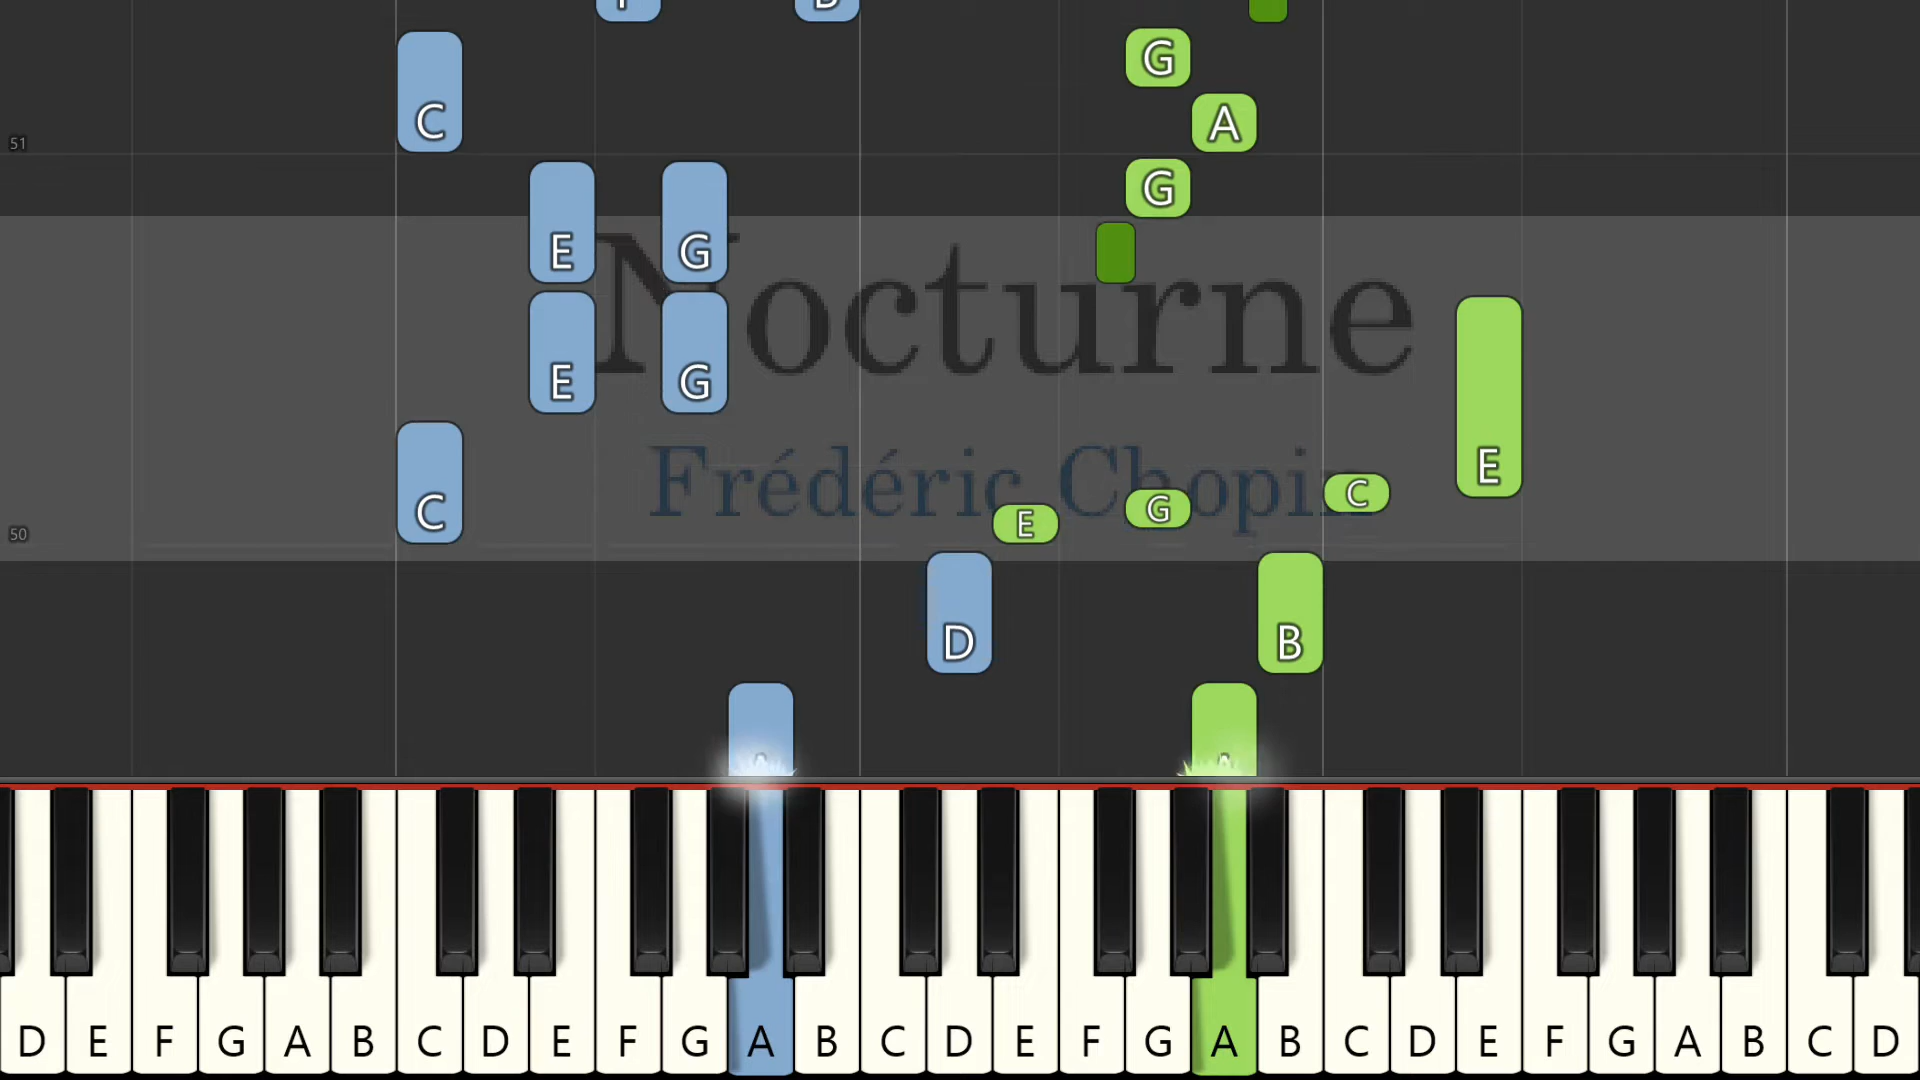 G
C
A
51
G
E G
Nocturne
E G
E
Frédéric Chopin
C
C
G
E
50
D B
A A
D E F G A B C D E F G A B C D E F G A B C D E F G A B C D